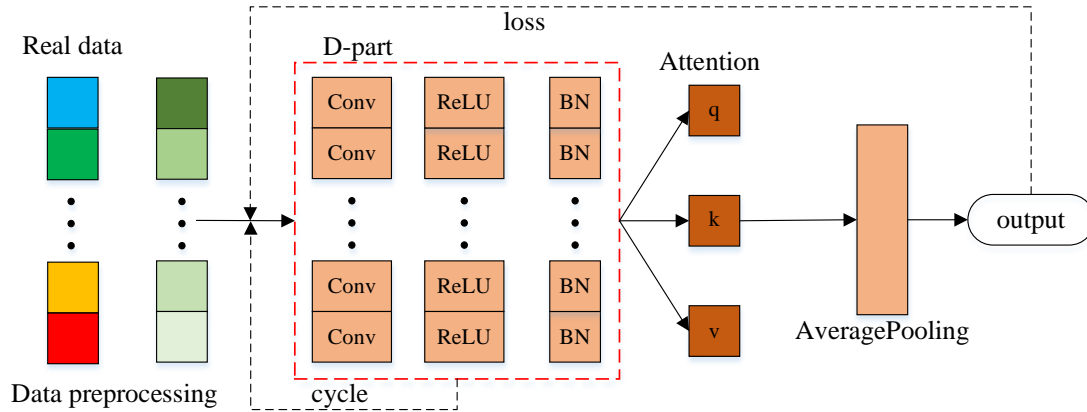 loss
Real data
D-part
Attention
Conv ReLU BN
Conv ReLU BN
q
k
v
output
Conv ReLU BN
Conv ReLU BN
AveragePooling
Data preprocessing
cycle